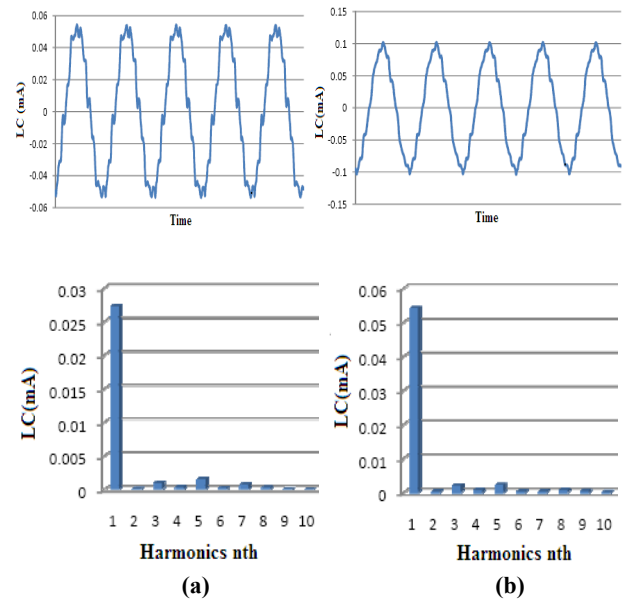 0.06
0.04
0.02
0
-0.02
-0.04
-0.06
LC (mA)
Time
0.15
0.1
0.05
0
-0.05
-0.1
-0.15
LC(mA)
Time
0.03
0.025
0.02
0.015
0.01
0.005
0
LC(mA)
1 2 3 4 5 6 7 8 9 10
Harmonics nth
(a)
0.06
0.05
0.04
0.03
0.02
0.01
0
LC(mA)
1 2 3 4 5 6 7 8 9 10
Harmonics nth
(b)